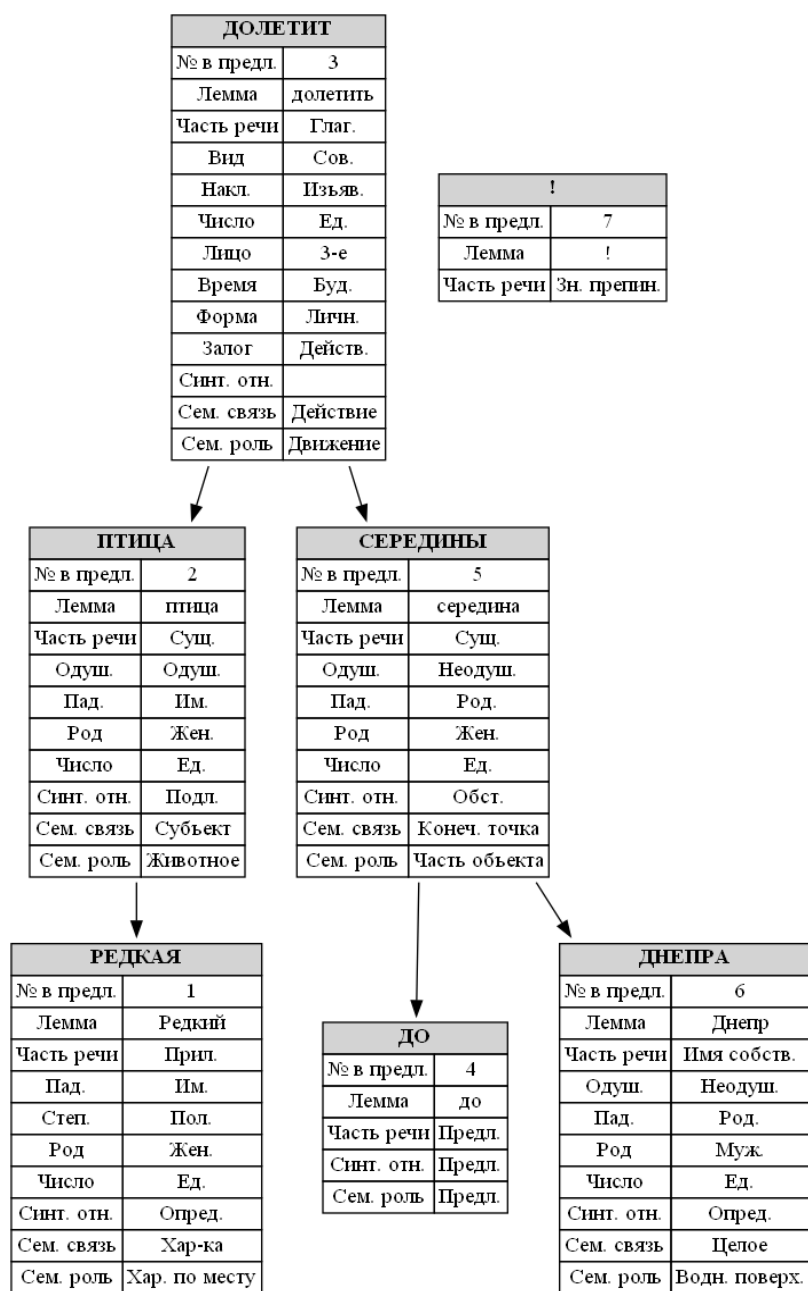 ДОЛЕТИТ
№ в предл. 3
Лемма долетить
Часть речи Глаг.
Вид Сов.
Накл. Изъяв.
Число Ед.
Лицо 3-е
Время Буд.
Форма Личн.
Залог Действ.
Синт. отн.
Сем. связь Действие
Сем. роль Движение
!
№ в предл. 7
Лемма !
Часть речи Зн. препин.
ПТИЦА
№ в предл. 2
Лемма птица
Часть речи Сущ.
Одуш. Одуш.
Пад. Им.
Род Жен.
Число Ед.
Синт. отн. Подл.
Сем. связь Субъект
Сем. роль Животное
СЕРЕДИНЫ
№ в предл. 5
Лемма середина
Часть речи Сущ.
Одуш. Неодуш.
Пад. Род.
Род Жен.
Число Ед.
Синт. отн. Обст.
Сем. связь Конеч. точка
Сем. роль Часть объекта
РЕДКАЯ
№ в предл. 1
Лемма Редкий
Часть речи Прил.
Пад. Им.
Степ. Пол.
Род Жен.
Число Ед.
Синт. отн. Опред.
Сем. связь Хар-ка
Сем. роль Хар. по месту
ДО
№ в предл. 4
Лемма до
Часть речи Предл.
Синт. отн. Предл.
Сем. роль Предл.
ДНЕПРА
№ в предл. 6
Лемма Днепр
Часть речи Имя собств.
Одуш. Неодуш.
Пад. Род.
Род Муж.
Число Ед.
Синт. отн. Опред.
Сем. связь Целое
Сем. роль Водн. поверх.